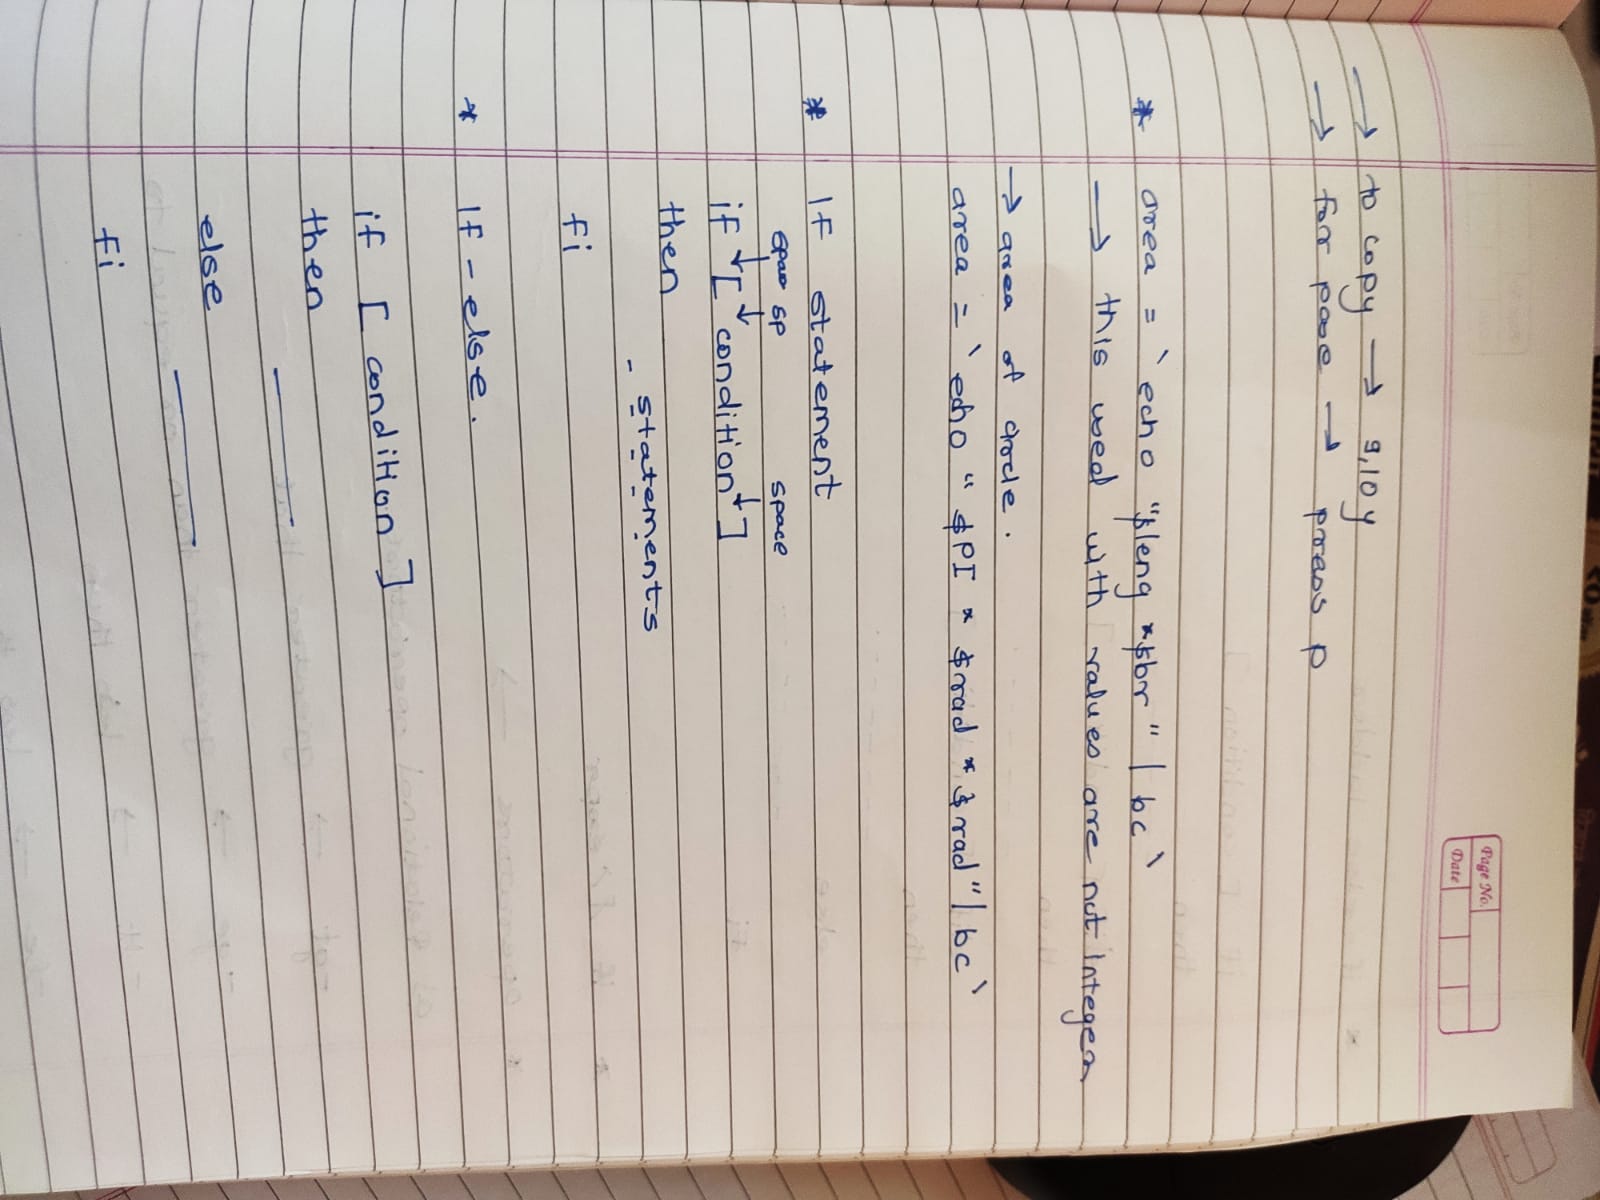 Page No.
Date
→ to copy → 9,10 y
→ for pase → press p
* area = `echo "$leng *$br" | bc`
→ this used with values are not Integer
→ area of circle.
area = `echo "$PI * $rad * $rad" | bc`
* If statement
space sp space
if [ condition ]
then
- statements
fi
* If - else.
if [ condition ]
then
else
fi